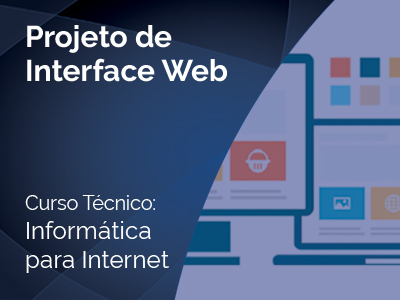 Projeto de
Interface Web
Curso Técnico:
Informática
para Internet